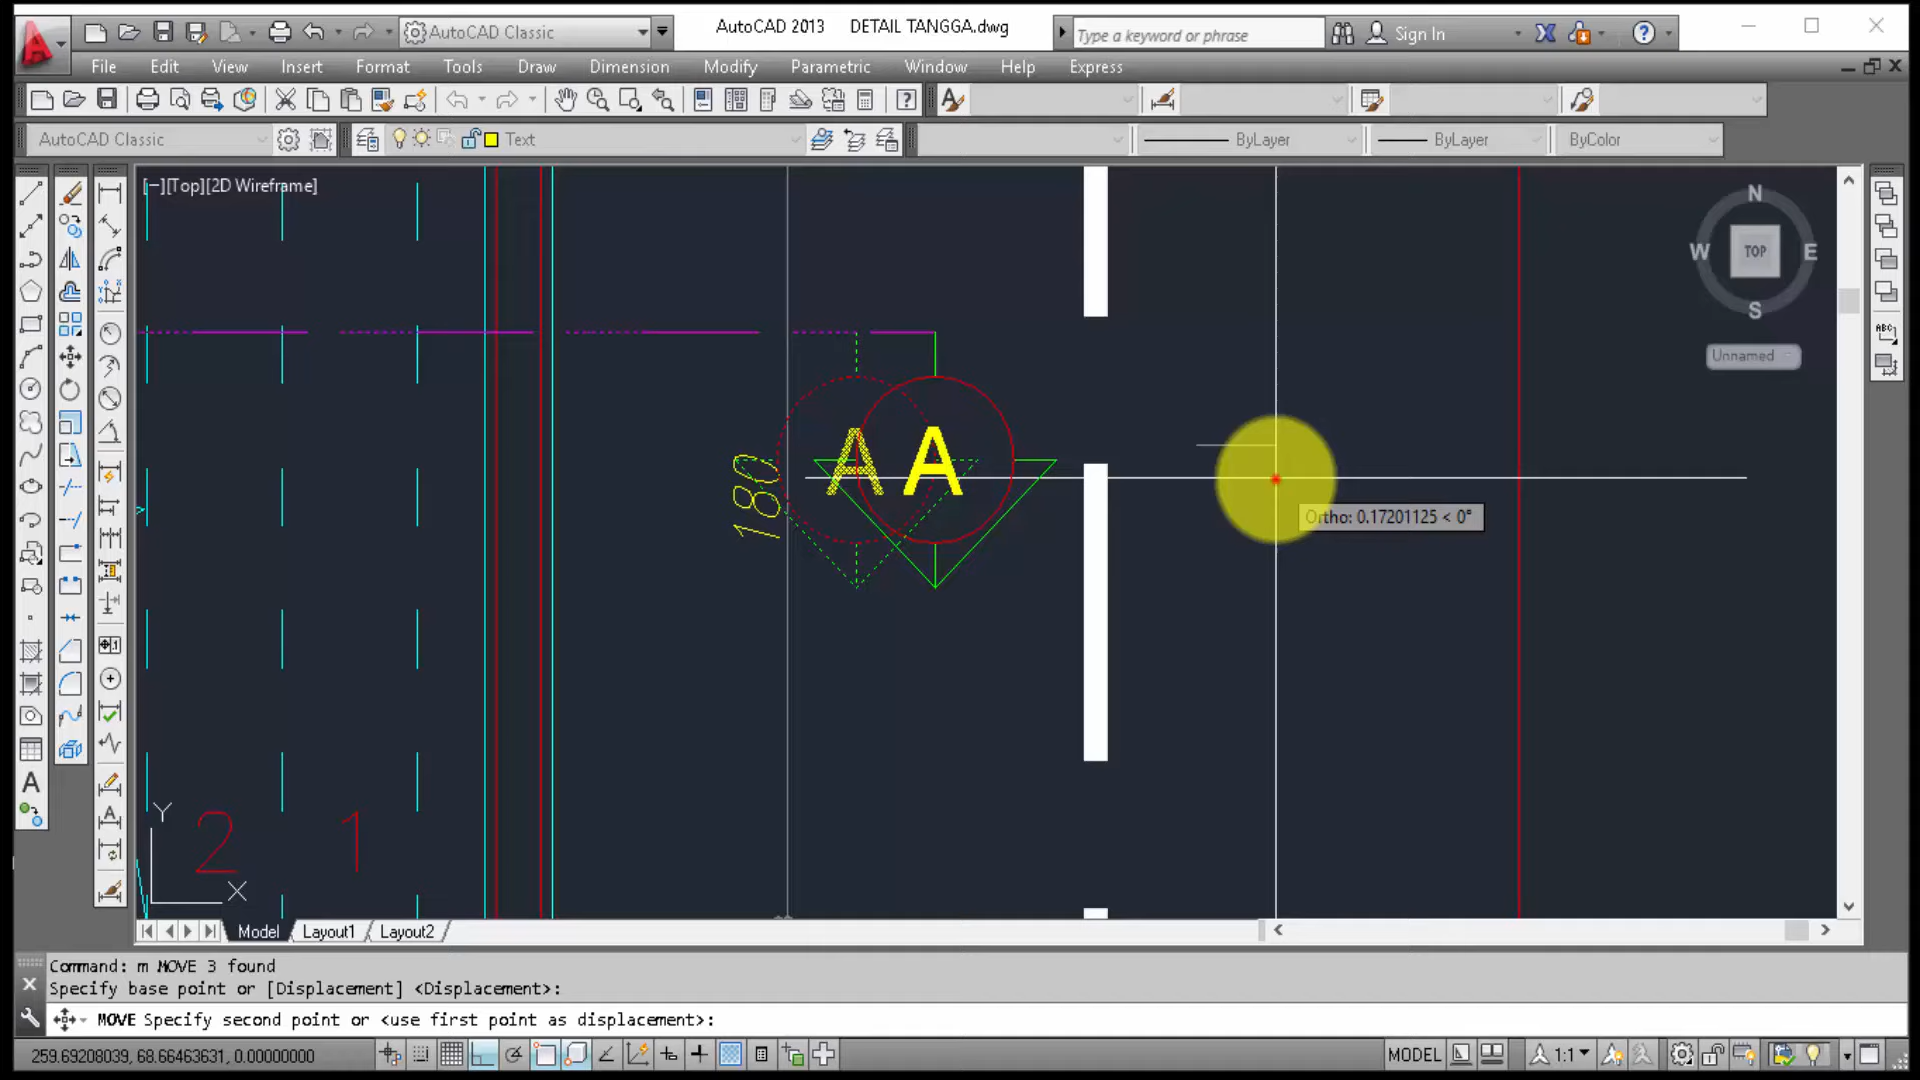 AutoCAD 2013 DETAIL TANGGA.dwg
AutoCAD Classic
Type a keyword or phrase
Sign In
File Edit View Insert Format Tools Draw Dimension Modify Parametric Window Help Express
AutoCAD Classic
Text
ByLayer
ByLayer
ByColor
[−][Top][2D Wireframe]
N
W TOP E
S
Unnamed
A A
180
Ortho: 0.17201125 < 0°
2 1
Y
X
Model Layout1 Layout2
Command: m MOVE 3 found
Specify base point or [Displacement] <Displacement>:
MOVE Specify second point or <use first point as displacement>:
259.69208039, 68.66463631, 0.00000000
MODEL
1:1